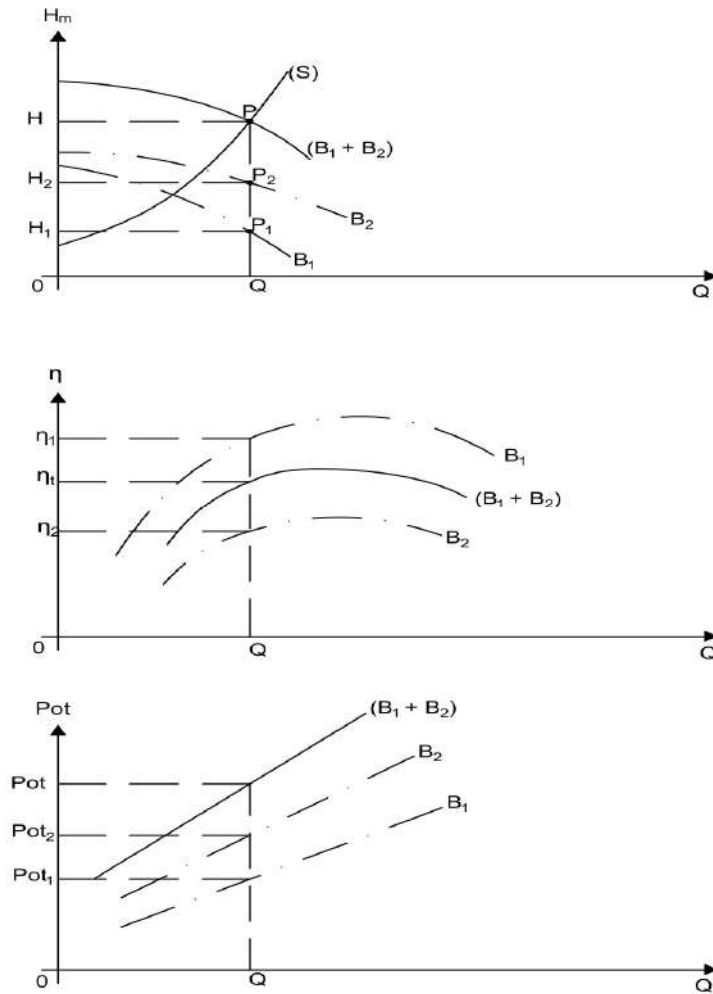 Hm
(S)
H
P
(B₁ + B₂)
H₂
P₂
B₂
H₁
P₁
B₁
0
Q
Q
η
η₁
B₁
ηt
(B₁ + B₂)
η₂
B₂
0
Q
Q
Pot
(B₁ + B₂)
B₂
Pot
B₁
Pot₂
Pot₁
0
Q
Q